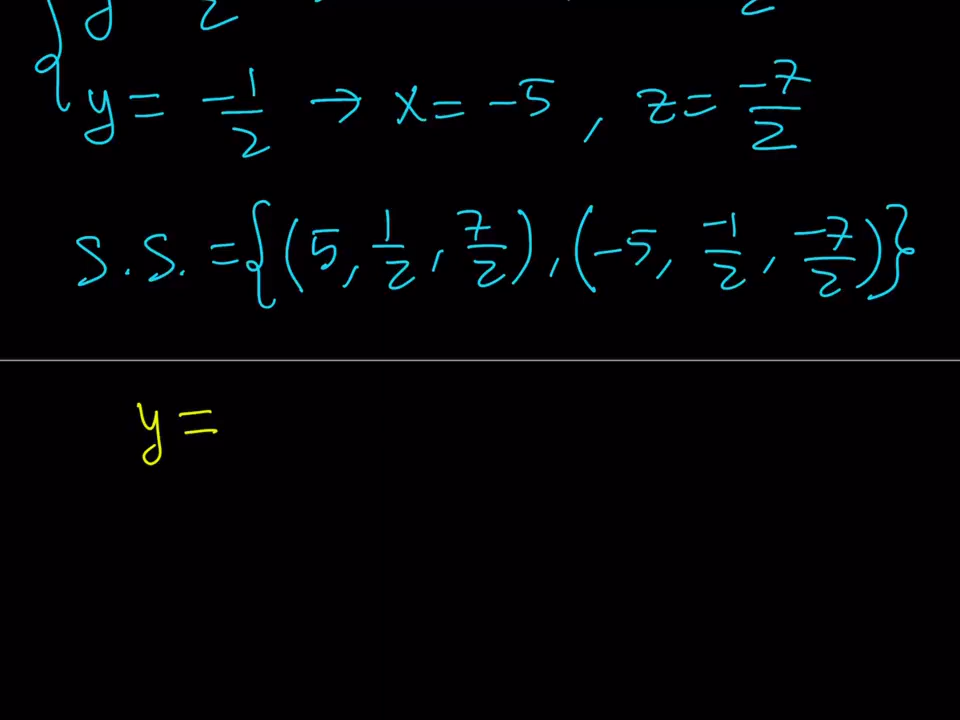 y = -1/2 → x = -5 , z = -7/2
S.S. = {(5, 1/2, 7/2), (-5, -1/2, -7/2)}
y =